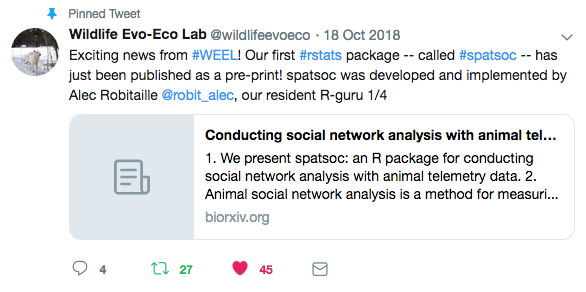 Pinned Tweet
Wildlife Evo-Eco Lab @wildlifeevoeco · 18 Oct 2018
Exciting news from #WEEL! Our first #rstats package -- called #spatsoc -- has
just been published as a pre-print! spatsoc was developed and implemented by
Alec Robitaille @robit_alec, our resident R-guru 1/4
Conducting social network analysis with animal tel...
1. We present spatsoc: an R package for conducting
social network analysis with animal telemetry data. 2.
Animal social network analysis is a method for measuri...
biorxiv.org
4 27 45